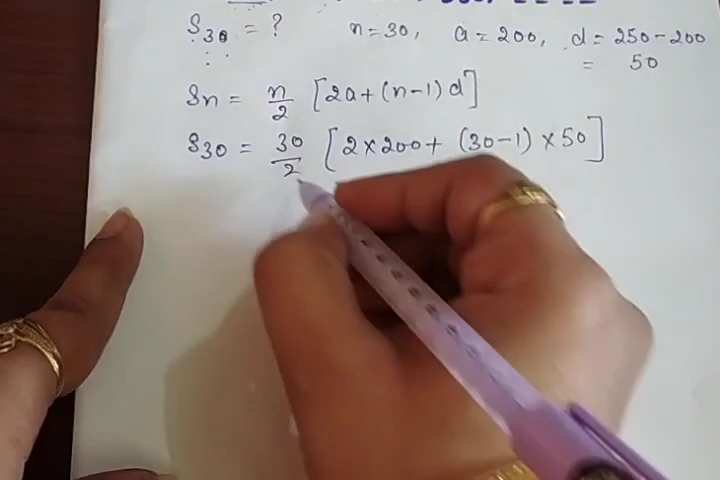 S30 = ? n=30, a=200, d= 250-200
= 50
Sn = n/2 [2a+(n-1)d]
S30 = 30/2 [2×200+ (30-1)×50]